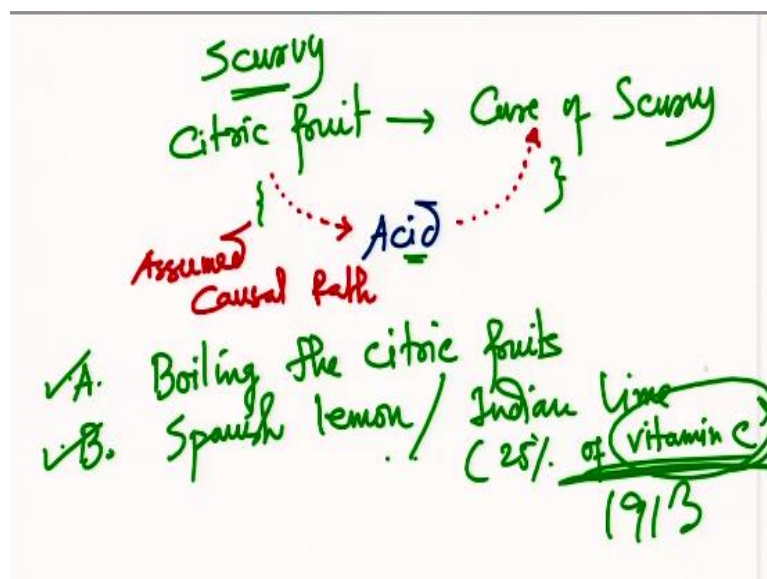 Scurvy
Citric fruit → Cure of Scurvy
{ Acid }
Assumed
Causal Path
✓A. Boiling the citric fruits
✓B. Spanish lemon / Indian Lime
(25% of vitamin C)
1913